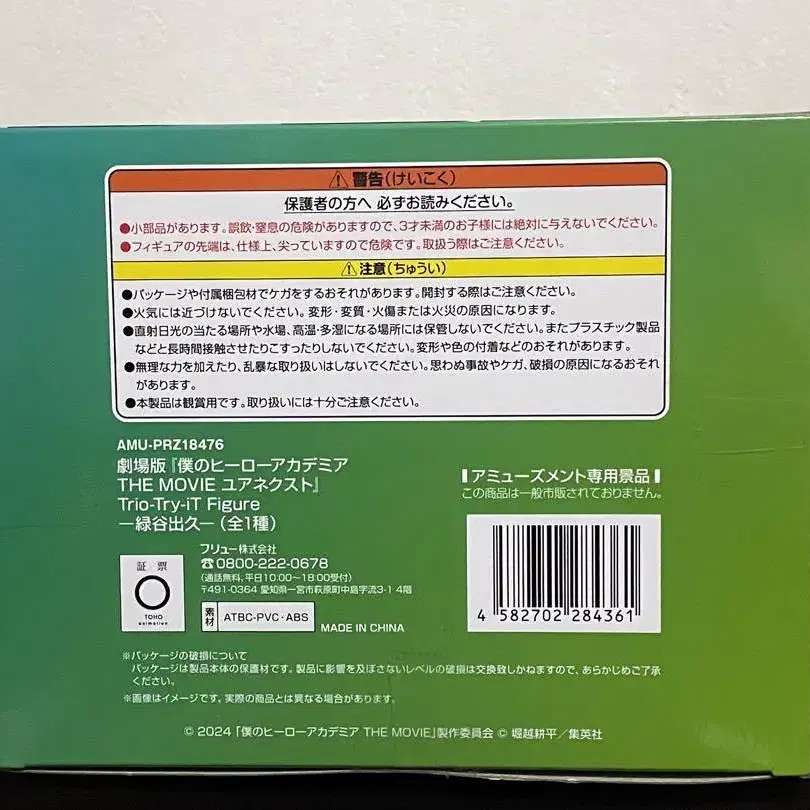 ⚠警告(けいこく)
保護者の方へ 必ずお読みください。
●小部品があります。誤飲・窒息の危険がありますので、3才未満のお子様には絶対に与えないでください。
●フィギュアの先端は、仕様上、尖っていますので危険です。取扱う際はご注意ください。
⚠注意(ちゅうい)
●パッケージや付属梱包材でケガをするおそれがあります。開封する際はご注意ください。
●火気には近づけないでください。変形・変質・火傷または火災の原因になります。
●直射日光の当たる場所や水場、高温・多湿になる場所には保管しないでください。またプラスチック製品
などと長時間接触させたりこすったりしないでください。変形や色の付着などのおそれがあります。
●無理な力を加えたり、乱暴な取り扱いはしないでください。思わぬ事故やケガ、破損の原因になるおそれ
があります。
●本製品は観賞用です。取り扱いには十分ご注意ください。
AMU-PRZ18476
劇場版『僕のヒーローアカデミア
THE MOVIE ユアネクスト』
Trio-Try-iT Figure
―緑谷出久―(全1種)
アミューズメント専用景品
この商品は一般市販されておりません。
証 票
TOHO
animation
フリュー株式会社
☎0800-222-0678
(通話無料、平日10:00~18:00受付)
〒491-0364 愛知県一宮市萩原町中島字流3-1 4階
素材
ATBC-PVC・ABS
MADE IN CHINA
4 582702 284361
※パッケージの破損について
パッケージは製品本体の保護材です。製品に影響を及ぼさないレベルの破損は交換致しかねますので、あらかじめご了承
ください。
※画像はイメージです。実際の商品とは異なる場合があります。
© 2024「僕のヒーローアカデミア THE MOVIE」製作委員会 © 堀越耕平/集英社